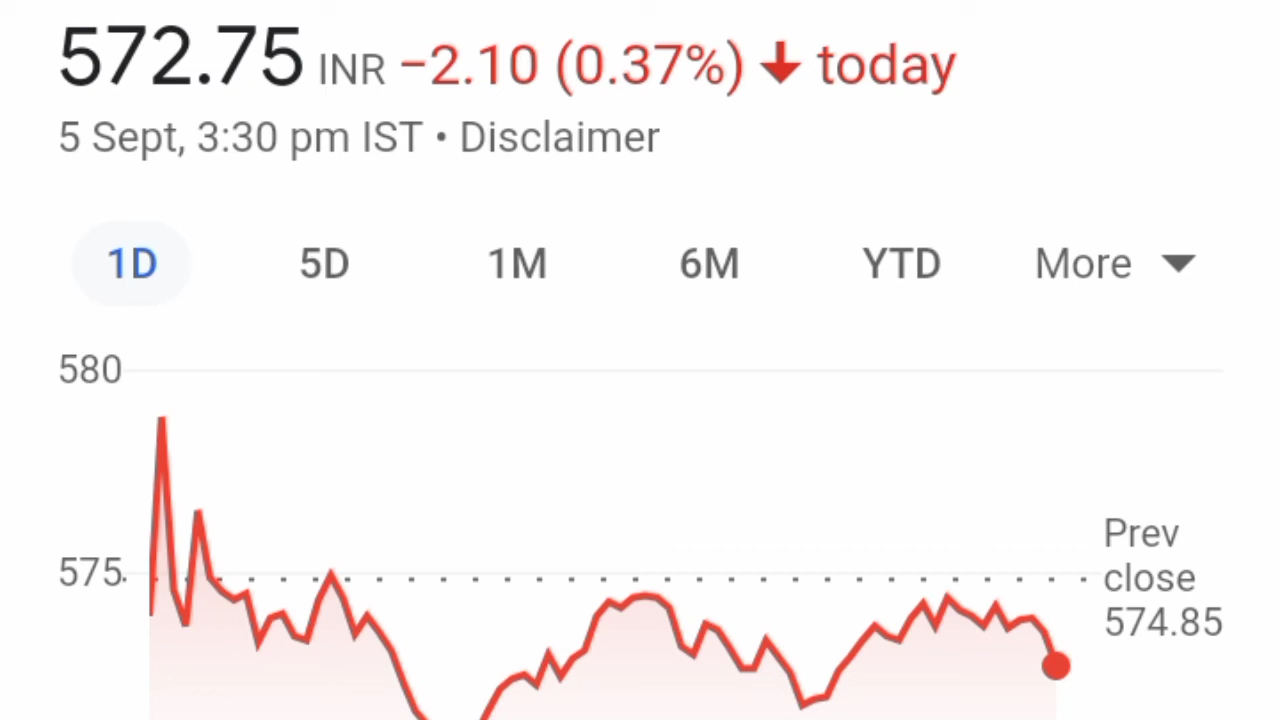 572.75 INR −2.10 (0.37%) ↓ today
5 Sept, 3:30 pm IST • Disclaimer
1D 5D 1M 6M YTD More
580
575
Prev
close
574.85